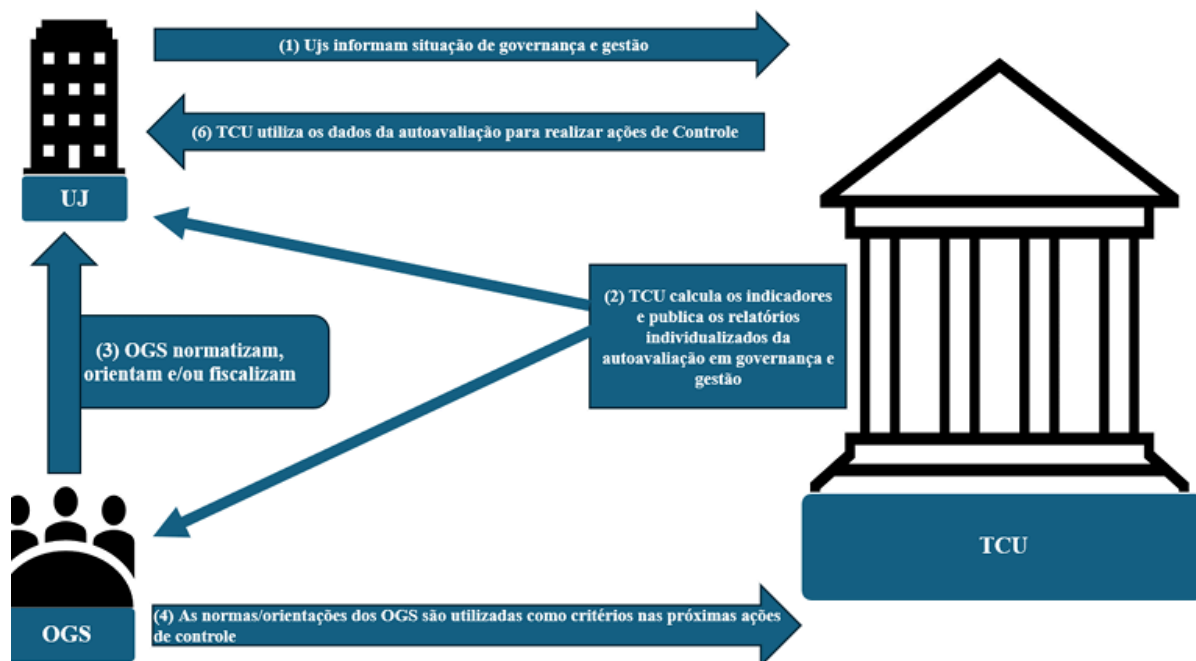 (1) Ujs informam situação de governança e gestão
(6) TCU utiliza os dados da autoavaliação para realizar ações de Controle
UJ
(2) TCU calcula os indicadores
e publica os relatórios
individualizados da
autoavaliação em governança e
gestão
(3) OGS normatizam,
orientam e/ou fiscalizam
TCU
OGS
(4) As normas/orientações dos OGS são utilizadas como critérios nas próximas ações
de controle